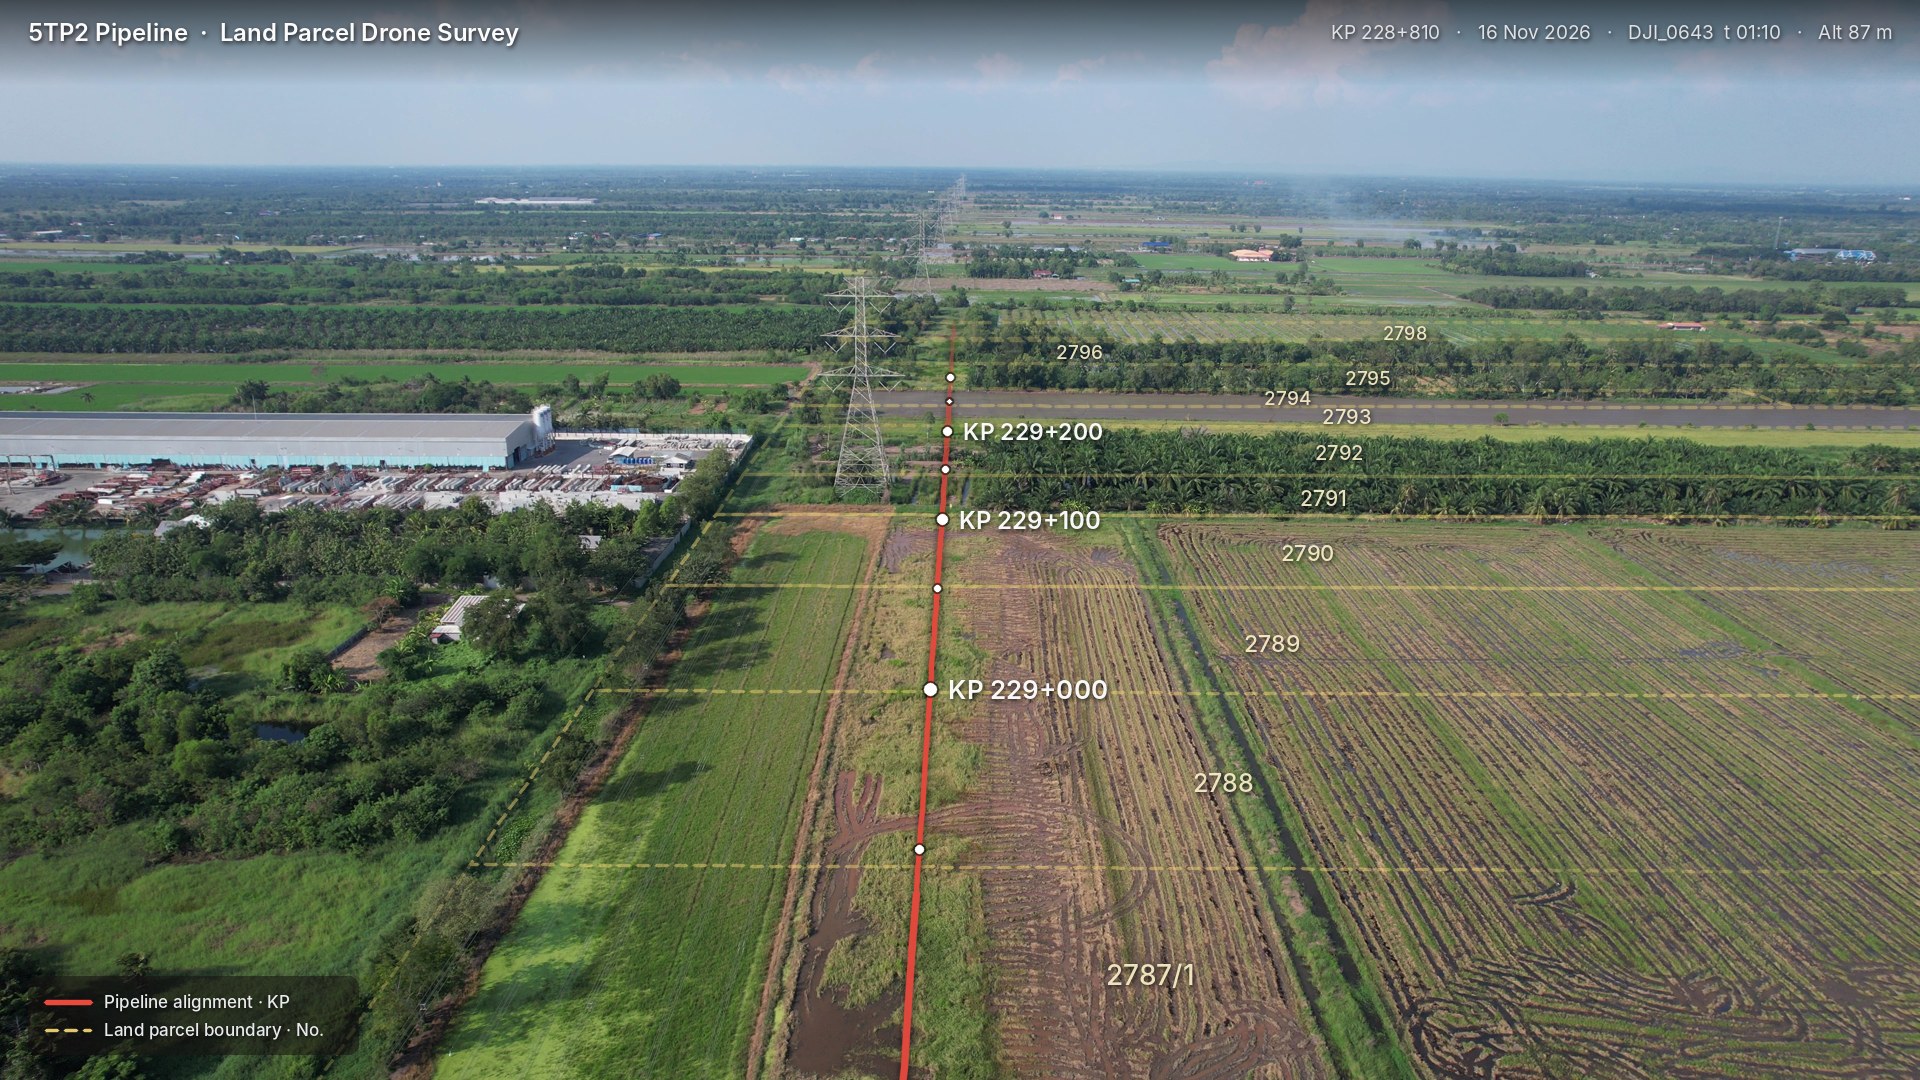 5TP2 Pipeline · Land Parcel Drone Survey
KP 228+810 · 16 Nov 2026 · DJI_0643 t 01:10 · Alt 87 m
2798
2796
2795
2794
2793
KP 229+200
2792
2791
KP 229+100
2790
2789
KP 229+000
2788
2787/1
Pipeline alignment · KP
Land parcel boundary · No.